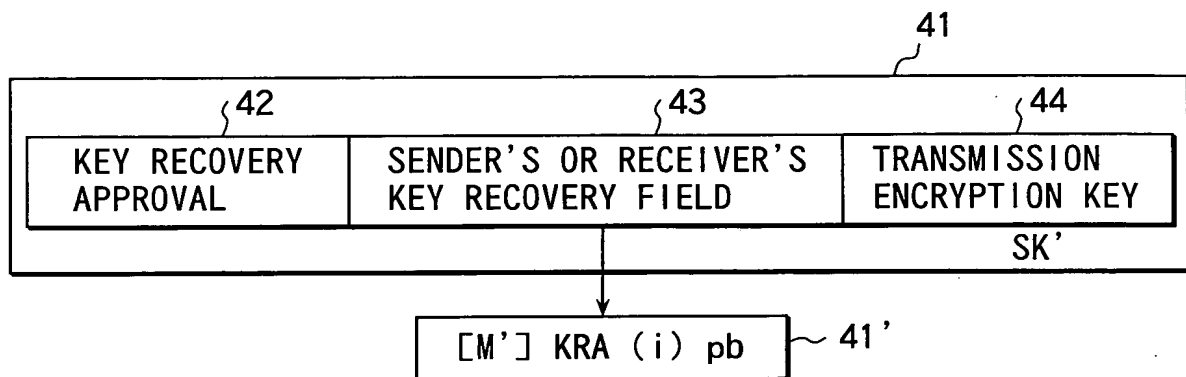 41
42
43
44
KEY RECOVERY
APPROVAL
SENDER'S OR RECEIVER'S
KEY RECOVERY FIELD
TRANSMISSION
ENCRYPTION KEY
SK'
[M'] KRA (i) pb
41'